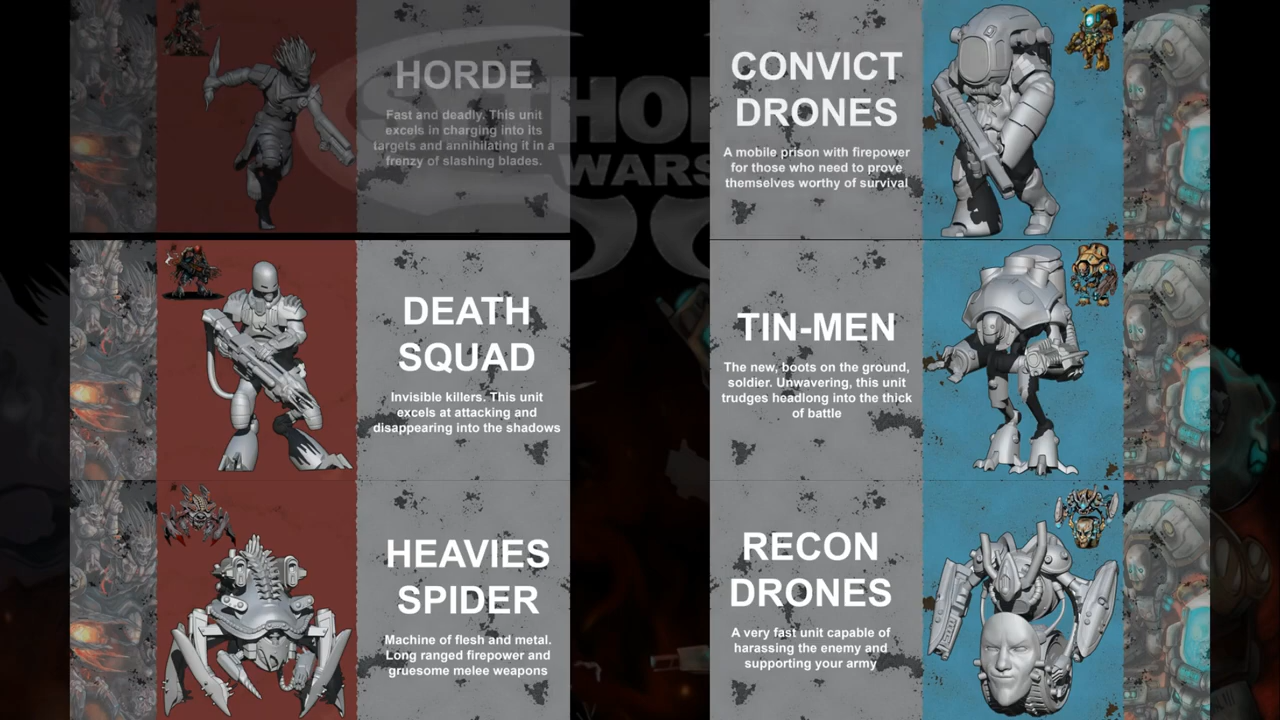 HORDE
Fast and deadly. This unit
excels in charging into its
targets and annihilating it in a
frenzy of slashing blades.
DEATH
SQUAD
Invisible killers. This unit
excels at attacking and
disappearing into the shadows
HEAVIES
SPIDER
Machine of flesh and metal.
Long ranged firepower and
gruesome melee weapons
WARS
CONVICT
DRONES
A mobile prison with firepower
for those who need to prove
themselves worthy of survival
TIN-MEN
The new, boots on the ground,
soldier. Unwavering, this unit
trudges headlong into the thick
of battle
RECON
DRONES
A very fast unit capable of
harassing the enemy and
supporting your army